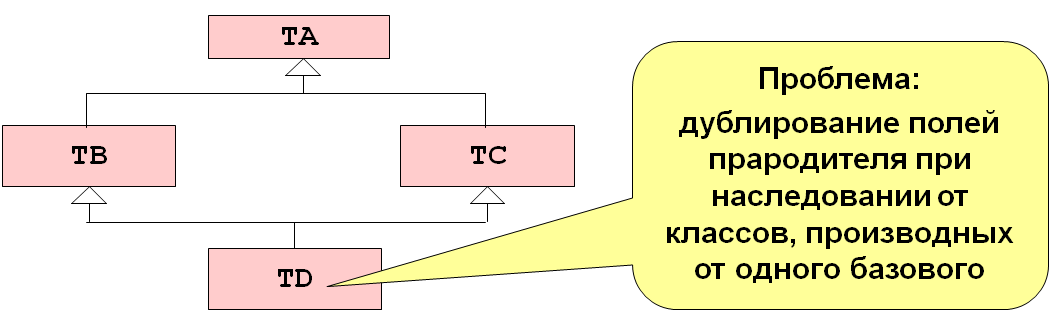 TA
TB
TC
TD
Проблема:
дублирование полей
прародителя при
наследовании от
классов, производных
от одного базового